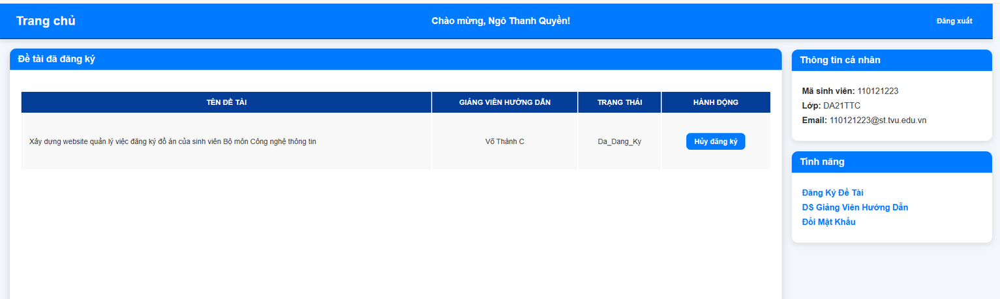 Trang chủ
Chào mừng, Ngô Thanh Quyền!
Đăng xuất
Đề tài đã đăng ký
TÊN ĐỀ TÀI
GIẢNG VIÊN HƯỚNG DẪN
TRẠNG THÁI
HÀNH ĐỘNG
Xây dựng website quản lý việc đăng ký đồ án của sinh viên Bộ môn Công nghệ thông tin
Võ Thành C
Da_Dang_Ky
Hủy đăng ký
Thông tin cá nhân
Mã sinh viên: 110121223
Lớp: DA21TTC
Email: 110121223@st.tvu.edu.vn
Tính năng
Đăng Ký Đề Tài
DS Giảng Viên Hướng Dẫn
Đổi Mật Khẩu